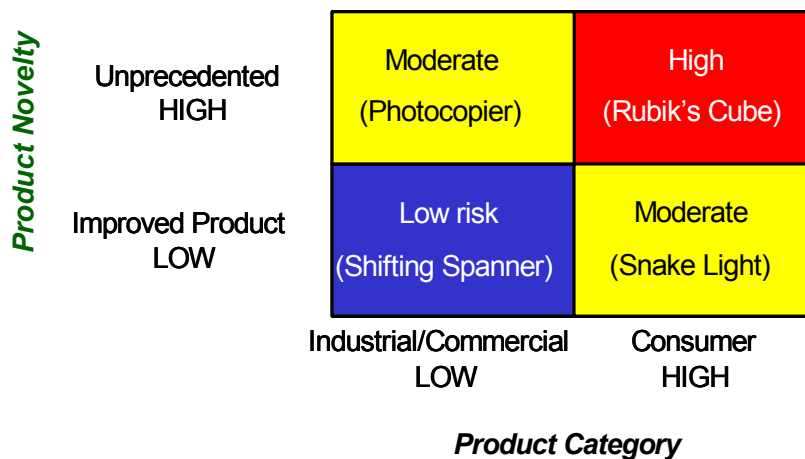 Product Novelty
Unprecedented
HIGH
Moderate
(Photocopier)
High
(Rubik’s Cube)
Improved Product
LOW
Low risk
(Shifting Spanner)
Moderate
(Snake Light)
Industrial/Commercial
LOW
Consumer
HIGH
Product Category